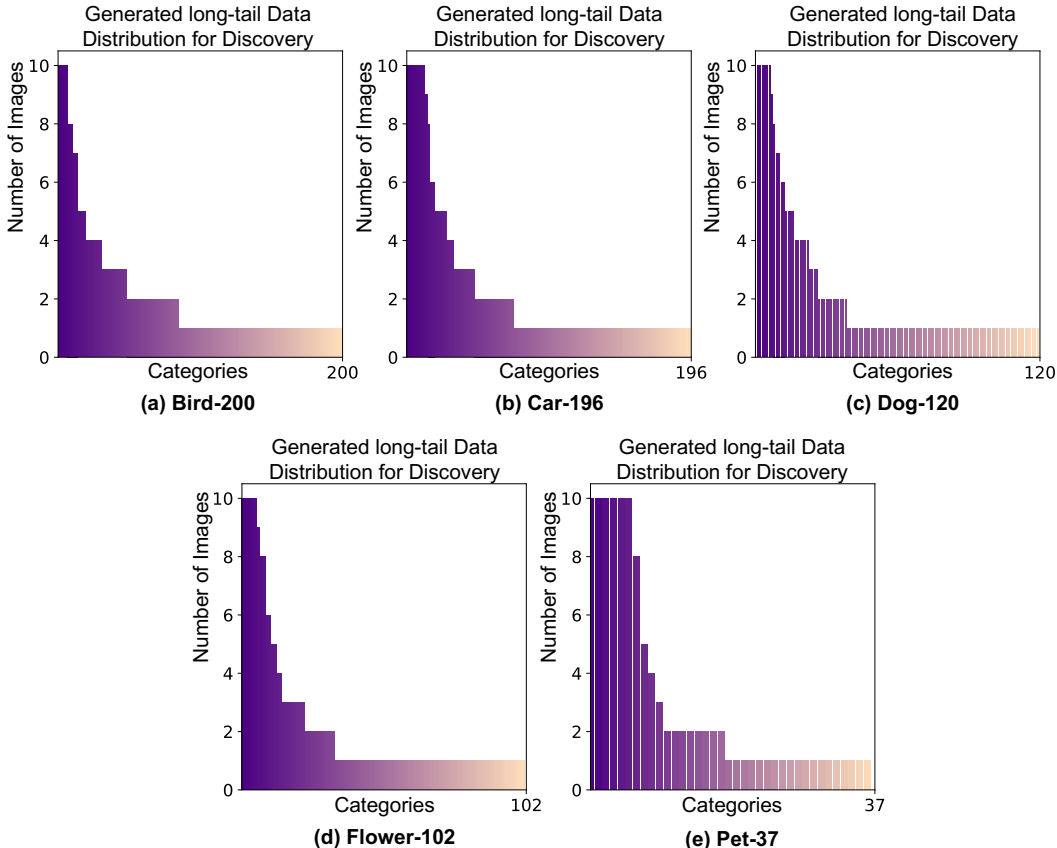 Generated long-tail Data
Distribution for Discovery
Number of Images
10
8
6
4
2
0
Categories
200
(a) Bird-200
Generated long-tail Data
Distribution for Discovery
Number of Images
10
8
6
4
2
0
Categories
196
(b) Car-196
Generated long-tail Data
Distribution for Discovery
Number of Images
10
8
6
4
2
0
Categories
120
(c) Dog-120
Generated long-tail Data
Distribution for Discovery
Number of Images
10
8
6
4
2
0
Categories
102
(d) Flower-102
Generated long-tail Data
Distribution for Discovery
Number of Images
10
8
6
4
2
0
Categories
37
(e) Pet-37